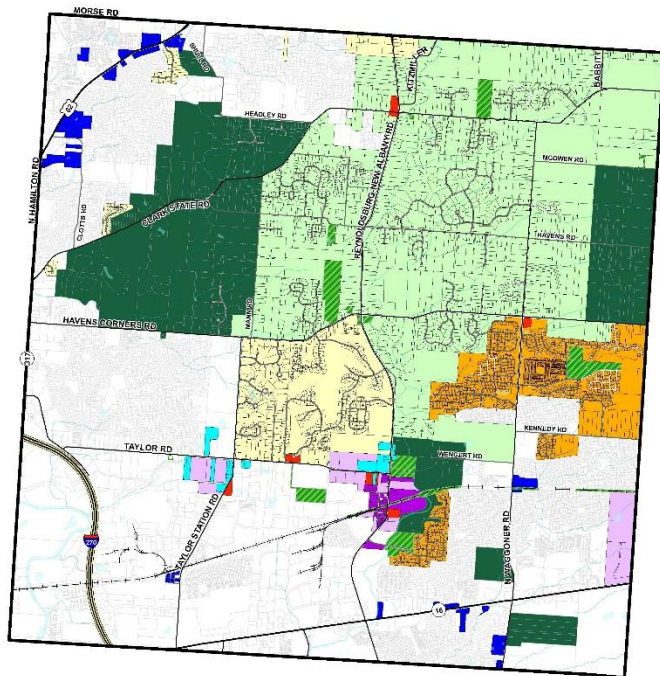 MORSE RD
KITZMILLER
BABBITT
62
HEADLEY RD
REYNOLDSBURG-NEW ALBANY RD
MCOWEN RD
N HAMILTON RD
CLOTTS RD
CLARK STATE RD
HAVENS RD
MANN RD
HAVENS CORNERS RD
317
KENNEDY RD
TAYLOR RD
WENGERT RD
TAYLOR STATION RD
N WAGGONER RD
270
16